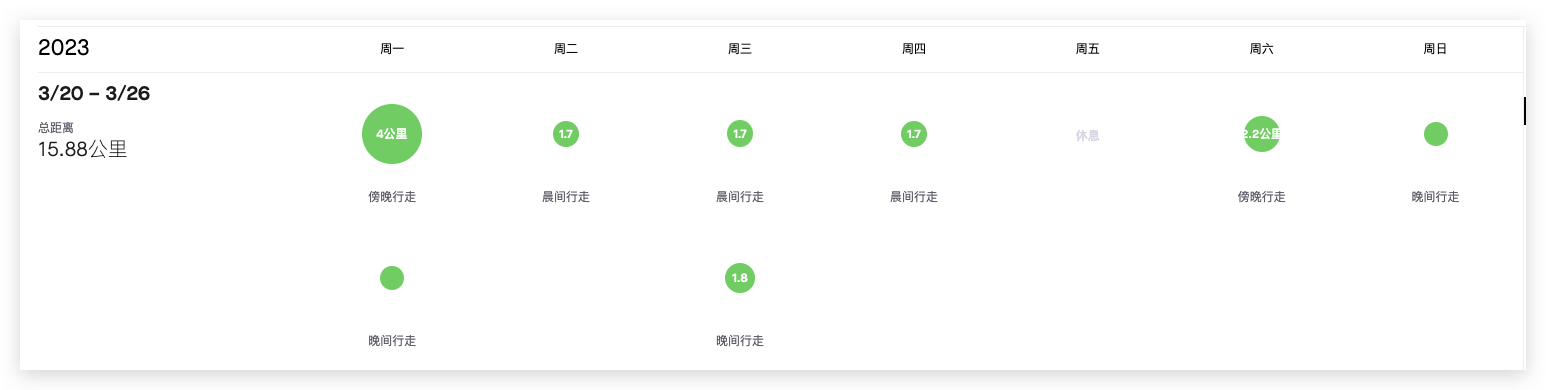 2023 周一 周二 周三 周四 周五 周六 周日
3/20 – 3/26
总距离
15.88公里
4公里 1.7 1.7 1.7 休息 2.2公里
傍晚行走 晨间行走 晨间行走 晨间行走 傍晚行走 晚间行走
1.8
晚间行走 晚间行走